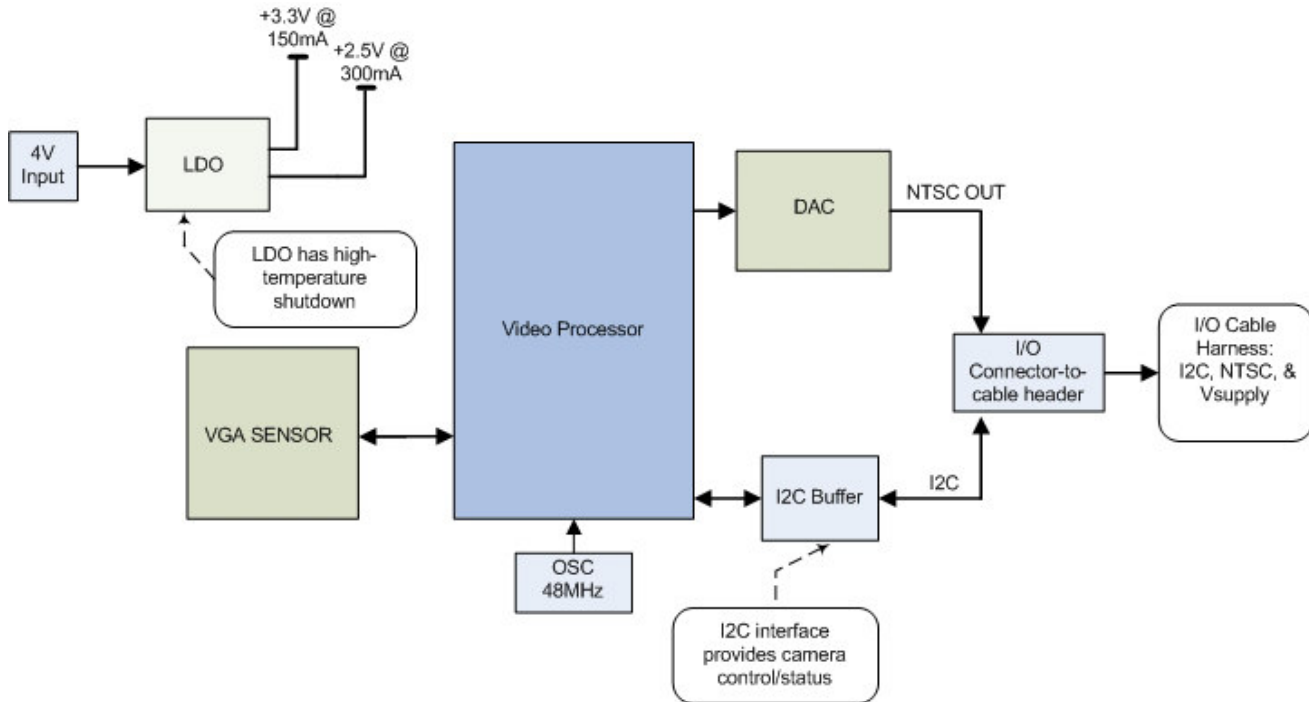 +3.3V @
150mA
+2.5V @
300mA
4V
Input
LDO
LDO has high-
temperature
shutdown
VGA SENSOR
Video Processor
OSC
48MHz
DAC
NTSC OUT
I/O
Connector-to-
cable header
I/O Cable
Harness:
I2C, NTSC, &
Vsupply
I2C Buffer
I2C
I2C interface
provides camera
control/status